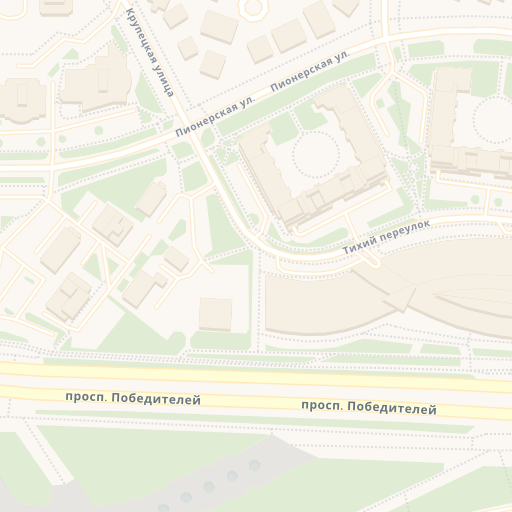 Крупецкая улица
Пионерская ул.
Пионерская ул.
Тихий переулок
просп. Победителей
просп. Победителей